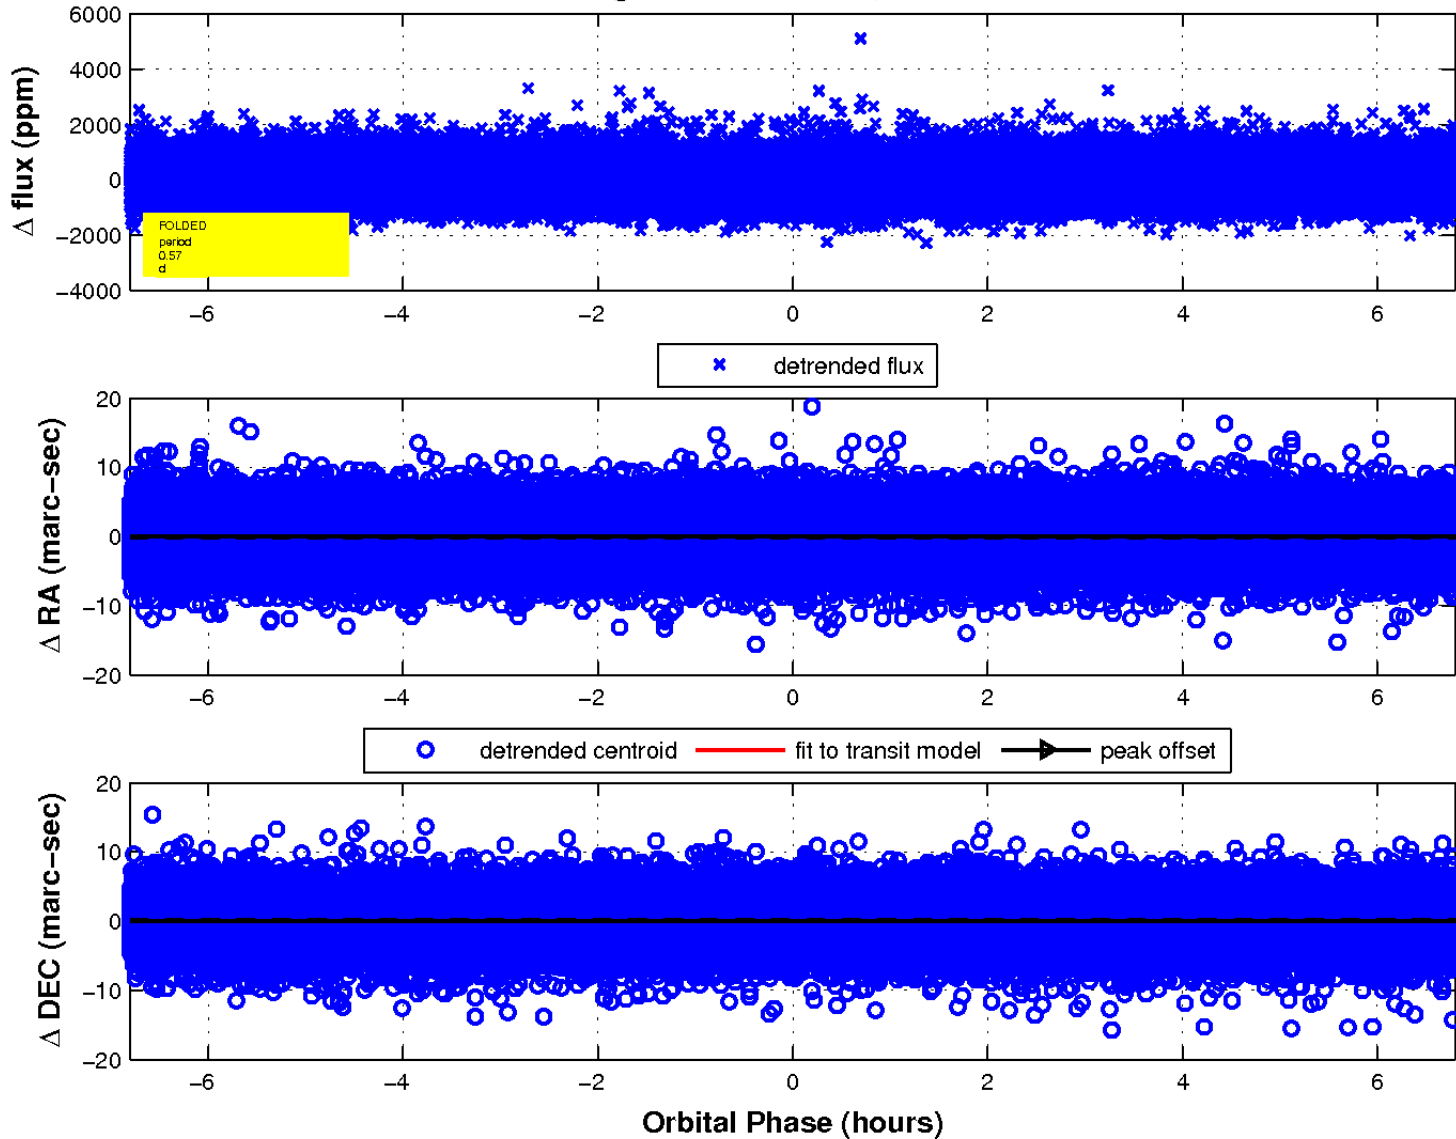 6000
4000
2000
0
−2000
−4000
Δ flux (ppm)
FOLDED
period
0.57
d
−6 −4 −2 0 2 4 6
detrended flux
20
10
0
−10
−20
Δ RA (marc−sec)
−6 −4 −2 0 2 4 6
detrended centroid fit to transit model peak offset
20
10
0
−10
−20
Δ DEC (marc−sec)
−6 −4 −2 0 2 4 6
Orbital Phase (hours)